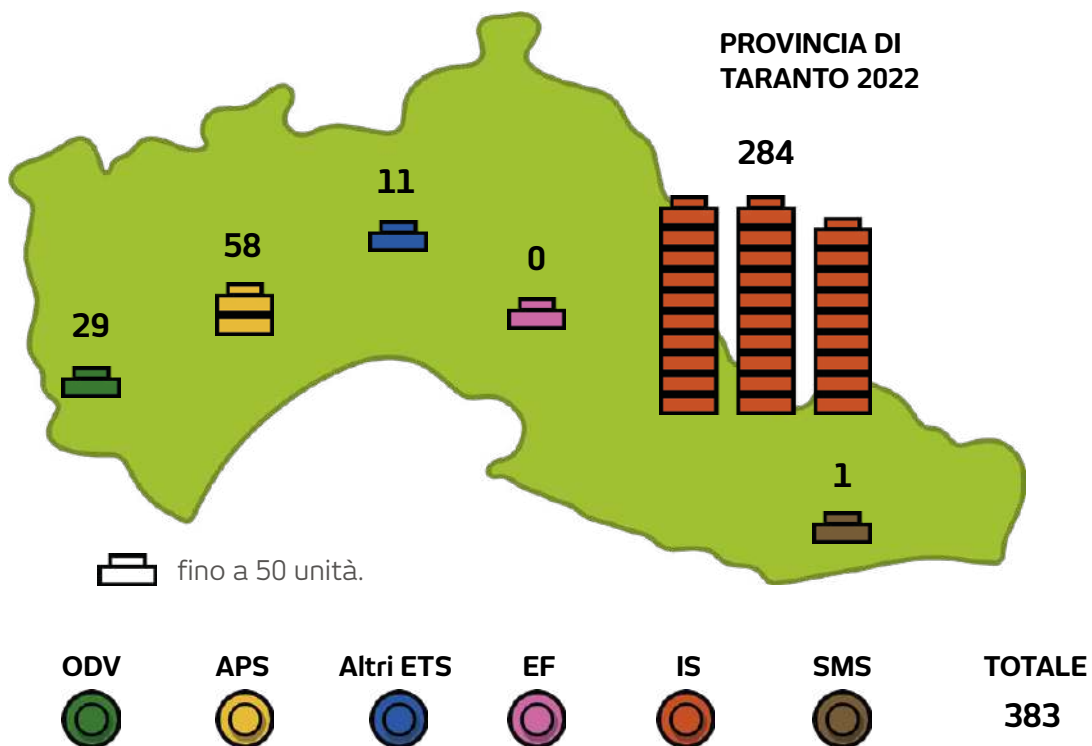 PROVINCIA DI
TARANTO 2022
284
11
58
0
29
1
fino a 50 unità.
ODV APS Altri ETS EF IS SMS TOTALE
383